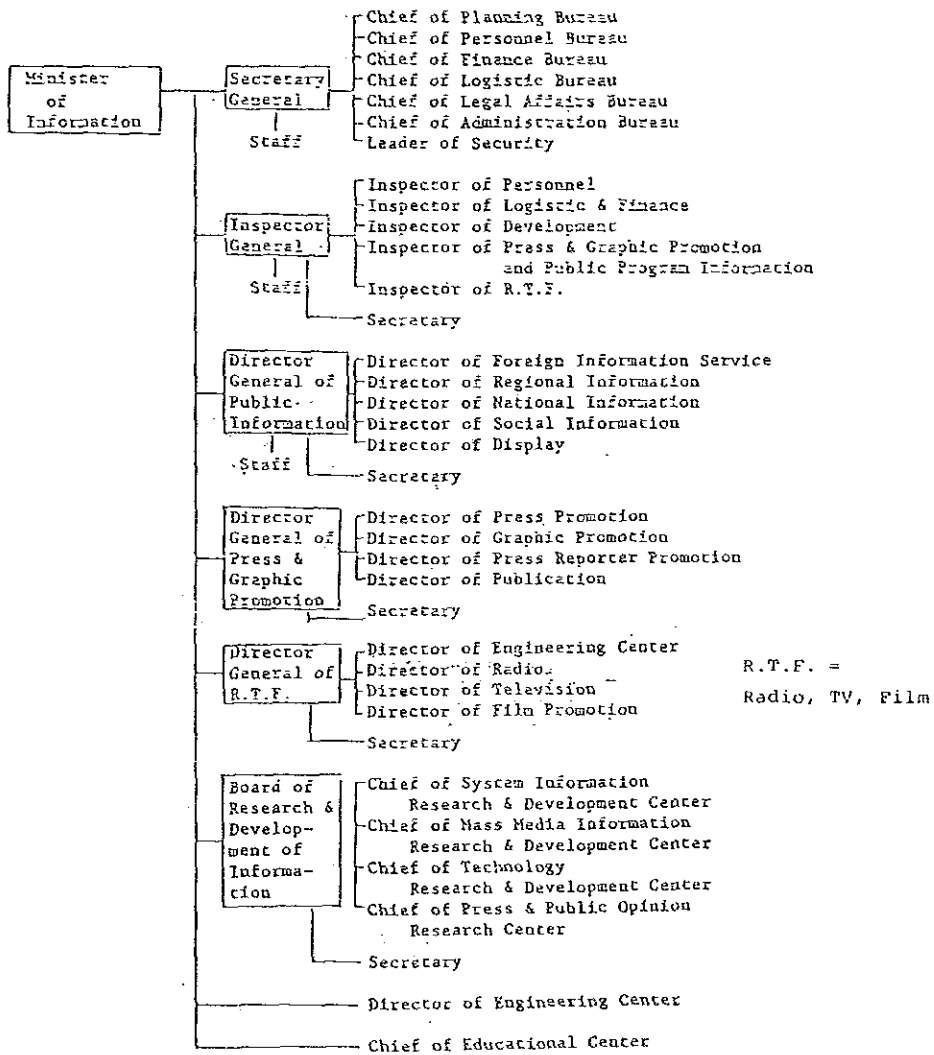 Minister
of
Information
Secretary
General
Staff
Chief of Planning Bureau
Chief of Personnel Bureau
Chief of Finance Bureau
Chief of Logistic Bureau
Chief of Legal Affairs Bureau
Chief of Administration Bureau
Leader of Security
Inspector
General
Staff
Inspector of Personnel
Inspector of Logistic & Finance
Inspector of Development
Inspector of Press & Graphic Promotion
and Public Program Information
Inspector of R.T.F.
Secretary
Director
General of
Public
Information
Staff
Director of Foreign Information Service
Director of Regional Information
Director of National Information
Director of Social Information
Director of Display
Secretary
Director
General of
Press &
Graphic
Promotion
Director of Press Promotion
Director of Graphic Promotion
Director of Press Reporter Promotion
Director of Publication
Secretary
Director
General of
R.T.F.
Director of Engineering Center
Director of Radio
Director of Television
Director of Film Promotion
Secretary
R.T.F. =
Radio, TV, Film
Board of
Research &
Develop-
ment of
Informa-
tion
Chief of System Information
Research & Development Center
Chief of Mass Media Information
Research & Development Center
Chief of Technology
Research & Development Center
Chief of Press & Public Opinion
Research Center
Secretary
Director of Engineering Center
Chief of Educational Center